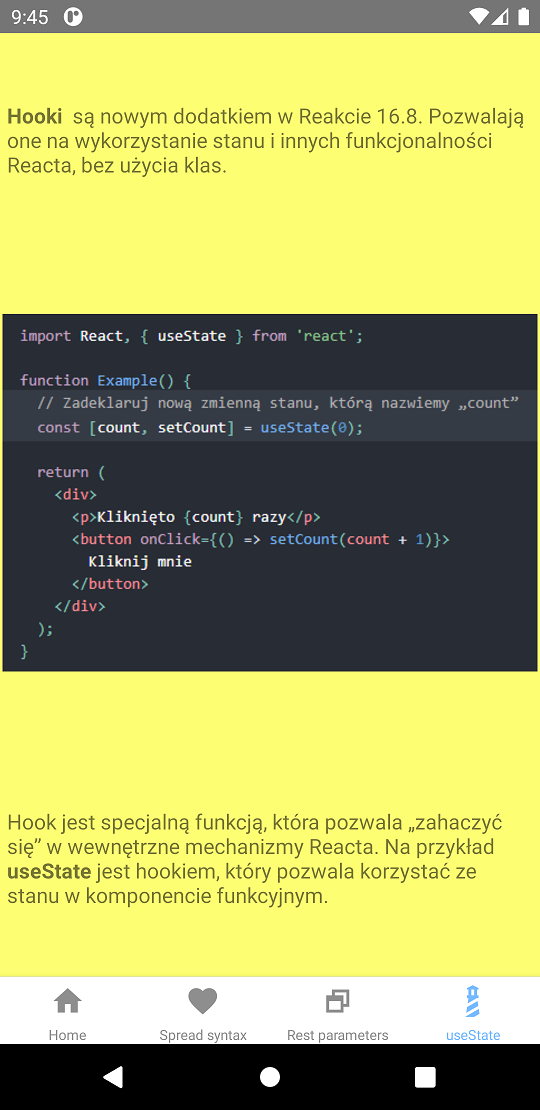 9:45
Hooki są nowym dodatkiem w Reakcie 16.8. Pozwalają
one na wykorzystanie stanu i innych funkcjonalności
Reacta, bez użycia klas.
import React, { useState } from 'react';
function Example() {
// Zadeklaruj nową zmienną stanu, którą nazwiemy „count”
const [count, setCount] = useState(0);
return (
<div>
<p>Kliknięto {count} razy</p>
<button onClick={() => setCount(count + 1)}>
Kliknij mnie
</button>
</div>
);
}
Hook jest specjalną funkcją, która pozwala „zahaczyć
się” w wewnętrzne mechanizmy Reacta. Na przykład
useState jest hookiem, który pozwala korzystać ze
stanu w komponencie funkcyjnym.
Home
Spread syntax
Rest parameters
useState